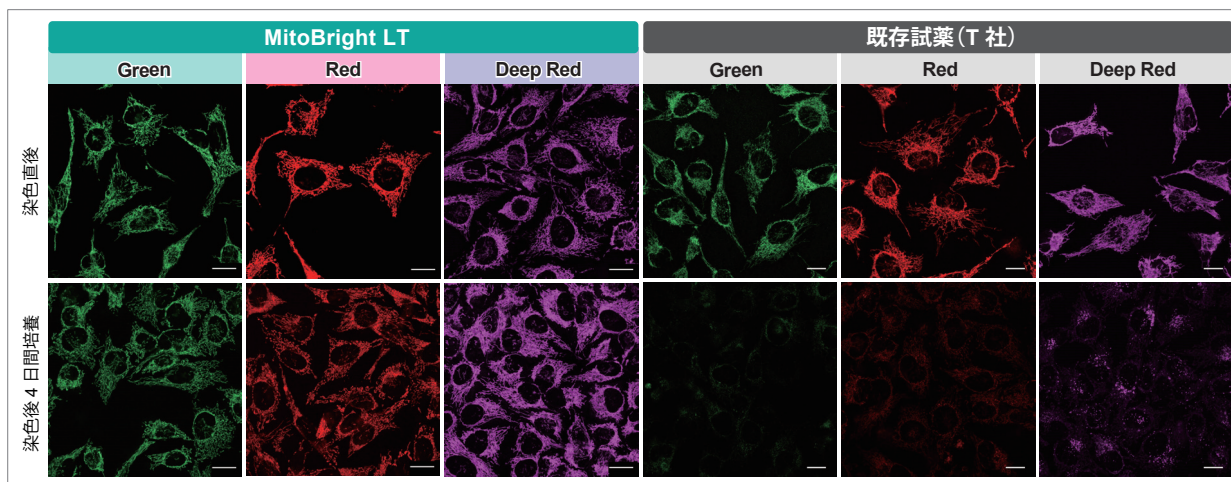 MitoBright LT
既存試薬(T 社)
Green
Red
Deep Red
Green
Red
Deep Red
染色直後
染色後 4 日間培養